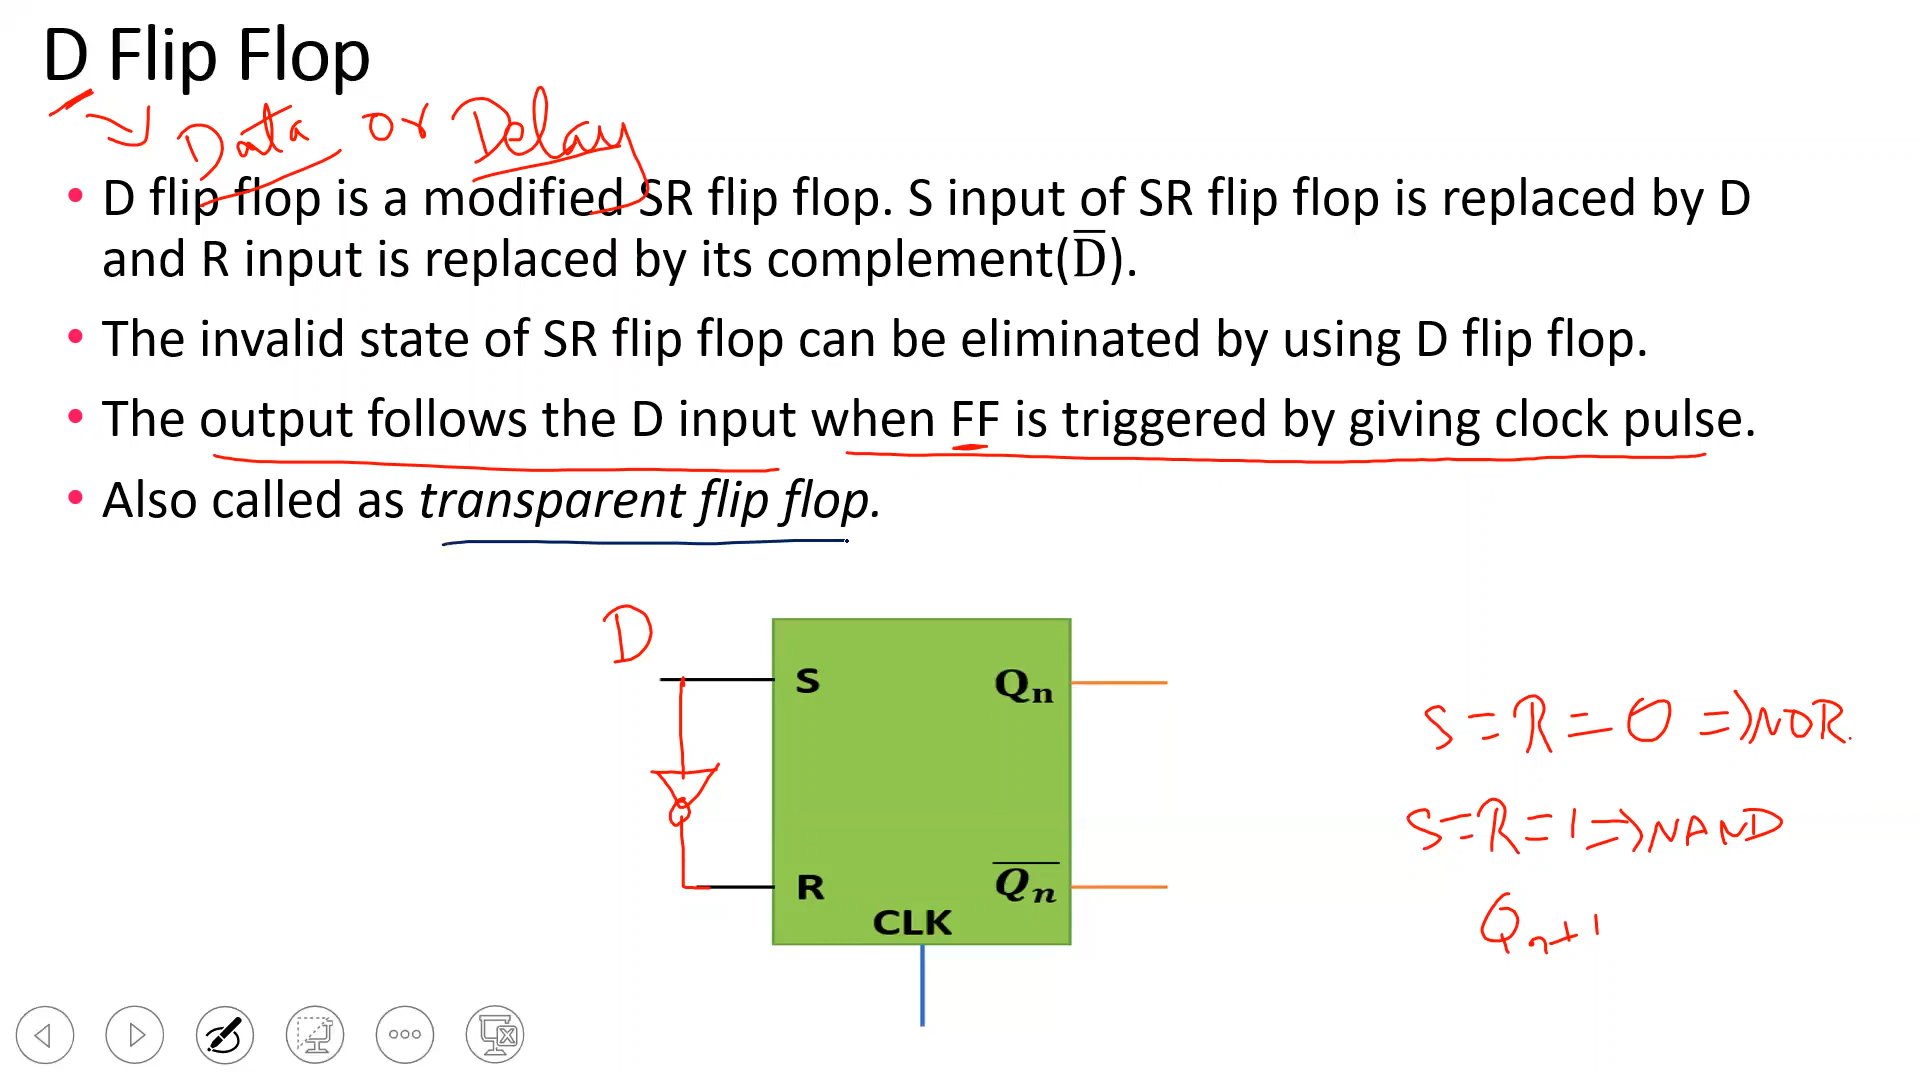 D Flip Flop
Data or Delay
• D flip flop is a modified SR flip flop. S input of SR flip flop is replaced by D
and R input is replaced by its complement(D̅).
• The invalid state of SR flip flop can be eliminated by using D flip flop.
• The output follows the D input when FF is triggered by giving clock pulse.
• Also called as transparent flip flop.
D
S Qₙ
S = R = 0 ⇒ NOR.
S = R = 1 ⇒ NAND
R Q̅ₙ
CLK
Qₙ₊₁